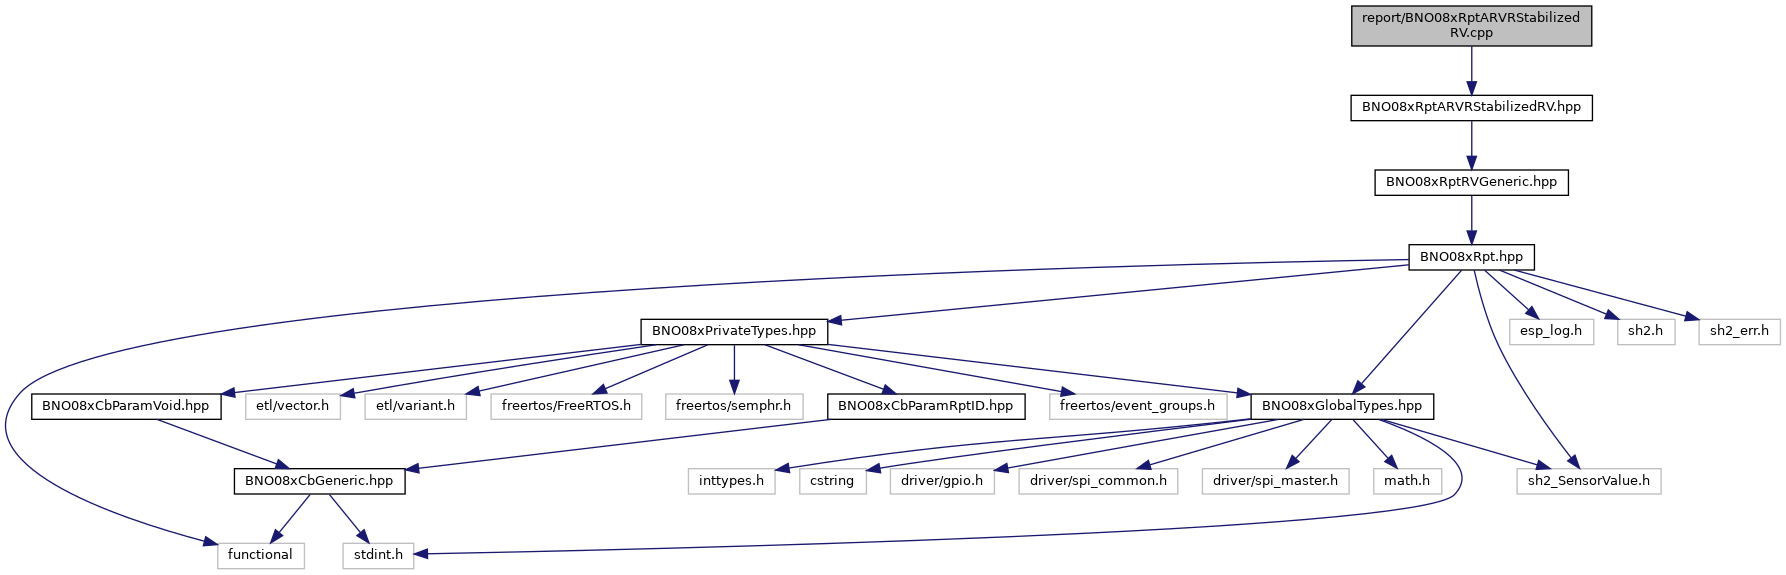 report/BNO08xRptARVRStabilized
RV.cpp
BNO08xRptARVRStabilizedRV.hpp
BNO08xRptRVGeneric.hpp
BNO08xRpt.hpp
BNO08xPrivateTypes.hpp
esp_log.h
sh2.h
sh2_err.h
BNO08xCbParamVoid.hpp
etl/vector.h
etl/variant.h
freertos/FreeRTOS.h
freertos/semphr.h
BNO08xCbParamRptID.hpp
freertos/event_groups.h
BNO08xGlobalTypes.hpp
BNO08xCbGeneric.hpp
inttypes.h
cstring
driver/gpio.h
driver/spi_common.h
driver/spi_master.h
math.h
sh2_SensorValue.h
functional
stdint.h